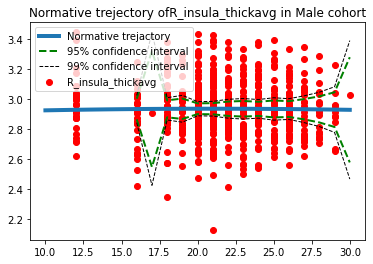 Normative trejectory ofR_insula_thickavg in Male cohort
Normative trejactory
95% confidence interval
99% confidence interval
R_insula_thickavg
3.4
3.2
3.0
2.8
2.6
2.4
2.2
10.0 12.5 15.0 17.5 20.0 22.5 25.0 27.5 30.0